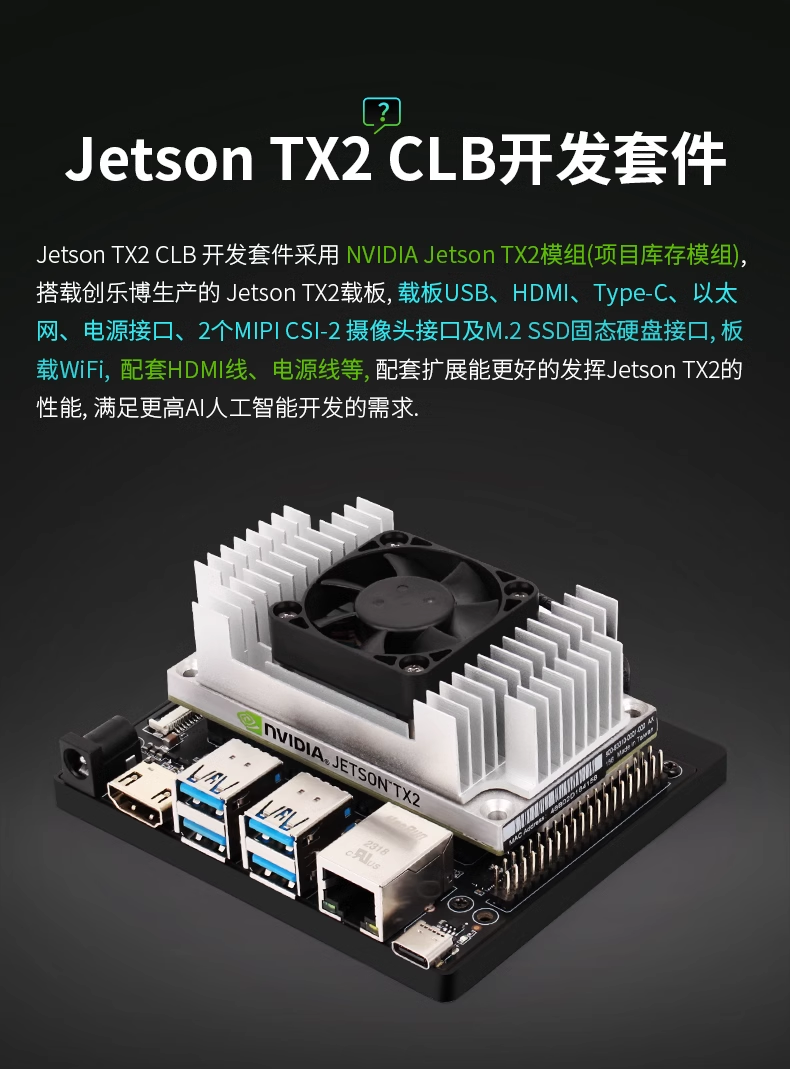 ?
Jetson TX2 CLB开发套件
Jetson TX2 CLB 开发套件采用 NVIDIA Jetson TX2模组(项目库存模组),
搭载创乐博生产的 Jetson TX2载板, 载板USB、HDMI、Type-C、以太
网、电源接口、2个MIPI CSI-2 摄像头接口及M.2 SSD固态硬盘接口, 板
载WiFi, 配套HDMI线、电源线等, 配套扩展能更好的发挥Jetson TX2的
性能, 满足更高AI人工智能开发的需求.
NVIDIA. JETSON TX2
Made in Taiwan
MAC Address
2318